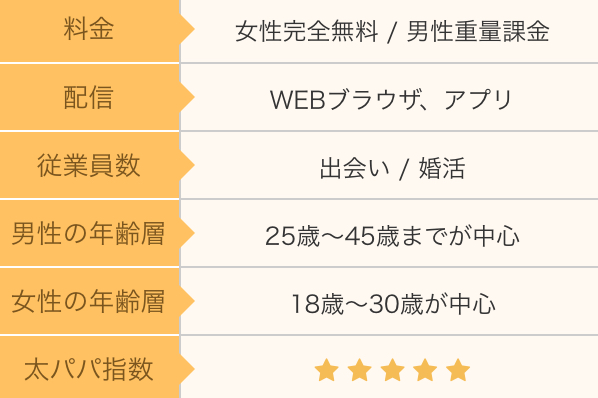 料金
女性完全無料 / 男性重量課金
配信
WEBブラウザ、アプリ
従業員数
出会い / 婚活
男性の年齢層
25歳〜45歳までが中心
女性の年齢層
18歳〜30歳が中心
太パパ指数
★★★★★